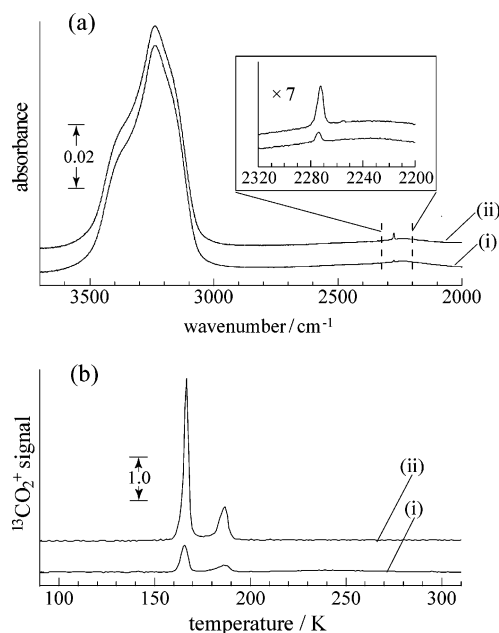 (a)
absorbance
0.02
× 7
2320 2280 2240 2200
(ii)
(i)
3500 3000 2500 2000
wavenumber / cm⁻¹
(b)
¹³CO₂⁺ signal
1.0
(ii)
(i)
100 150 200 250 300
temperature / K